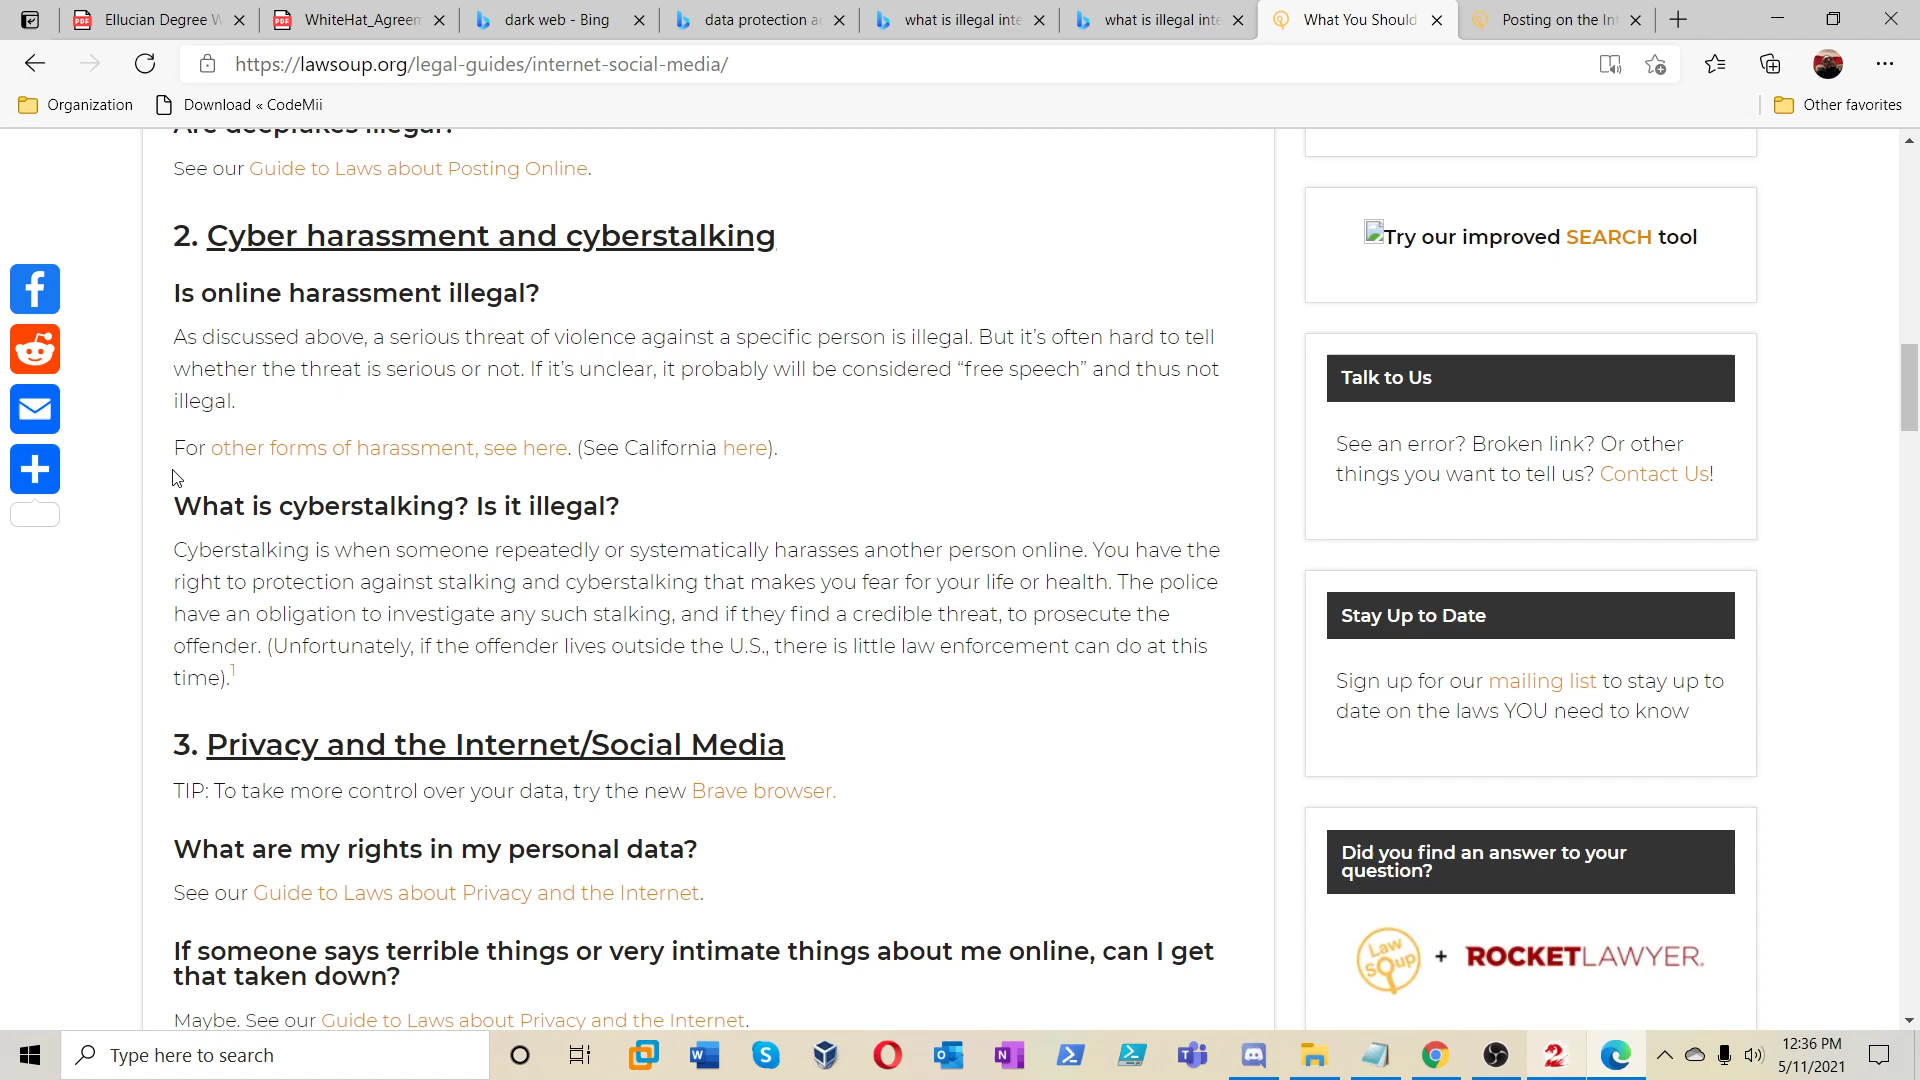 Ellucian Degree W
WhiteHat_Agreem
dark web - Bing
data protection a
what is illegal inte
what is illegal inte
What You Should
Posting on the Int
https://lawsoup.org/legal-guides/internet-social-media/
Organization
Download « CodeMii
Other favorites
Are deepfakes illegal?
See our Guide to Laws about Posting Online.
2. Cyber harassment and cyberstalking
Is online harassment illegal?
As discussed above, a serious threat of violence against a specific person is illegal. But it's often hard to tell
whether the threat is serious or not. If it's unclear, it probably will be considered “free speech” and thus not
illegal.
For other forms of harassment, see here. (See California here).
What is cyberstalking? Is it illegal?
Cyberstalking is when someone repeatedly or systematically harasses another person online. You have the
right to protection against stalking and cyberstalking that makes you fear for your life or health. The police
have an obligation to investigate any such stalking, and if they find a credible threat, to prosecute the
offender. (Unfortunately, if the offender lives outside the U.S., there is little law enforcement can do at this
time).1
3. Privacy and the Internet/Social Media
TIP: To take more control over your data, try the new Brave browser.
What are my rights in my personal data?
See our Guide to Laws about Privacy and the Internet.
If someone says terrible things or very intimate things about me online, can I get
that taken down?
Maybe. See our Guide to Laws about Privacy and the Internet.
Try our improved SEARCH tool
Talk to Us
See an error? Broken link? Or other
things you want to tell us? Contact Us!
Stay Up to Date
Sign up for our mailing list to stay up to
date on the laws YOU need to know
Did you find an answer to your
question?
Law
Soup
+
ROCKETLAWYER.
Type here to search
12:36 PM
5/11/2021